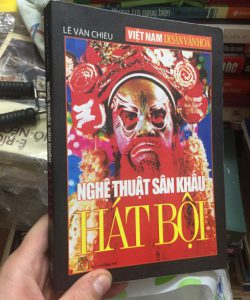 LÊ VĂN CHIÊU
VIỆT NAM DI SẢN VĂN HÓA
NGHỆ THUẬT SÂN KHẤU
HÁT BỘI